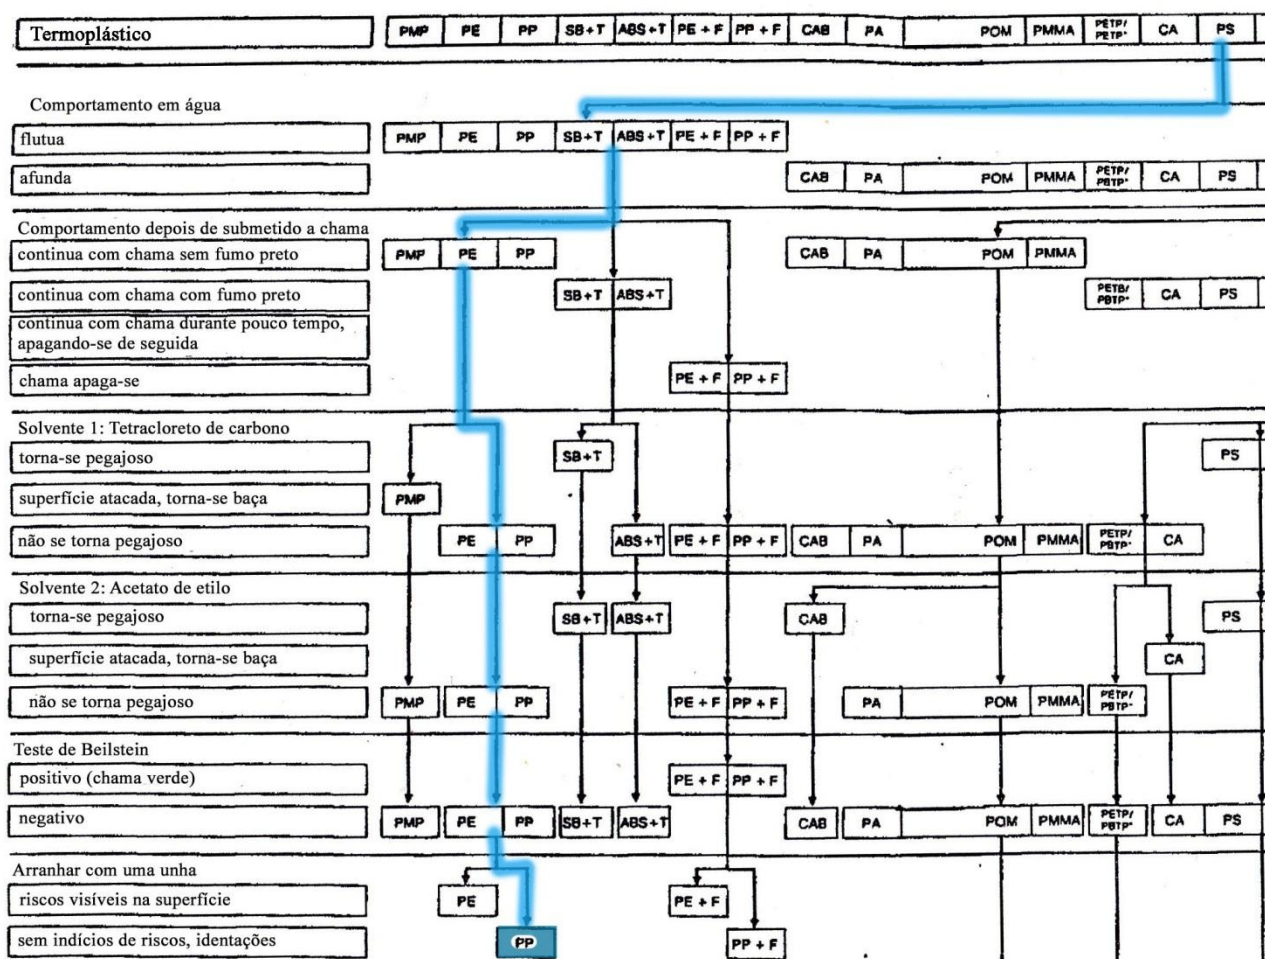 Termoplástico PMP PE PP SB+T ABS+T PE+F PP+F CAB PA POM PMMA PETP/ PETP* CA PS
Comportamento em água
flutua PMP PE PP SB+T ABS+T PE+F PP+F
afunda CAB PA POM PMMA PETP/ PBTP* CA PS
Comportamento depois de submetido a chama
continua com chama sem fumo preto PMP PE PP CAB PA POM PMMA
continua com chama com fumo preto SB+T ABS+T PETB/ PBTP* CA PS
continua com chama durante pouco tempo,
apagando-se de seguida
chama apaga-se PE+F PP+F
Solvente 1: Tetracloreto de carbono
torna-se pegajoso SB+T PS
superfície atacada, torna-se baça PMP
não se torna pegajoso PE PP ABS+T PE+F PP+F CAB PA POM PMMA PETP/ PBTP* CA
Solvente 2: Acetato de etilo
torna-se pegajoso SB+T ABS+T CAB PS
superfície atacada, torna-se baça CA
não se torna pegajoso PMP PE PP PE+F PP+F PA POM PMMA PETP/ PBTP*
Teste de Beilstein
positivo (chama verde) PE+F PP+F
negativo PMP PE PP SB+T ABS+T CAB PA POM PMMA PETP/ PBTP* CA PS
Arranhar com uma unha
riscos visíveis na superfície PE PE+F
sem indícios de riscos, identações PP PP+F